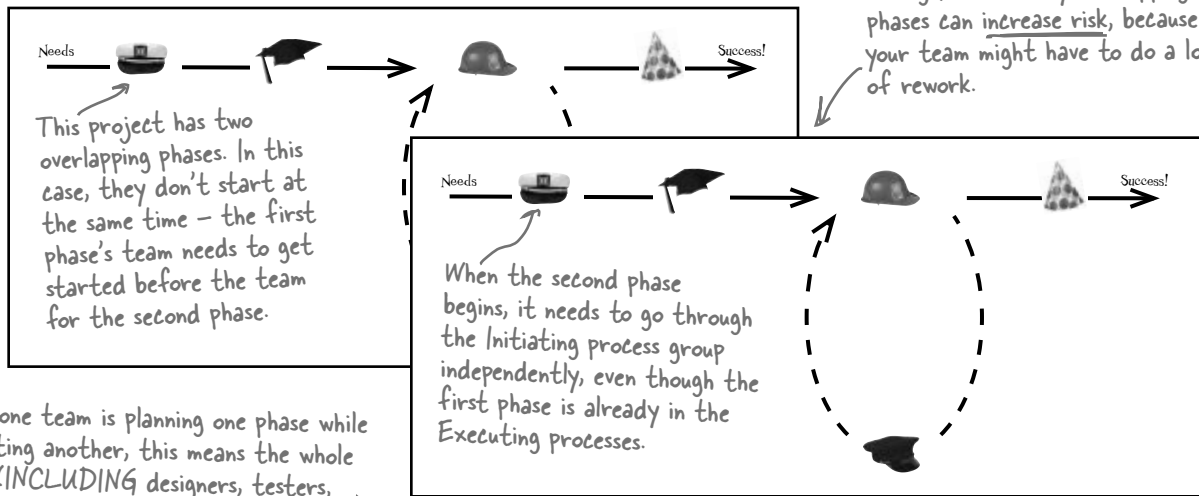 phases can increase risk, because
your team might have to do a lo
of rework.
Needs
Success!
This project has two
overlapping phases. In this
case, they don't start at
the same time – the first
phase's team needs to get
started before the team
for the second phase.
Needs
Success!
When the second phase
begins, it needs to go through
the Initiating process group
independently, even though the
first phase is already in the
Executing processes.
one team is planning one phase while
ting another, this means the whole
(INCLUDING designers, testers,